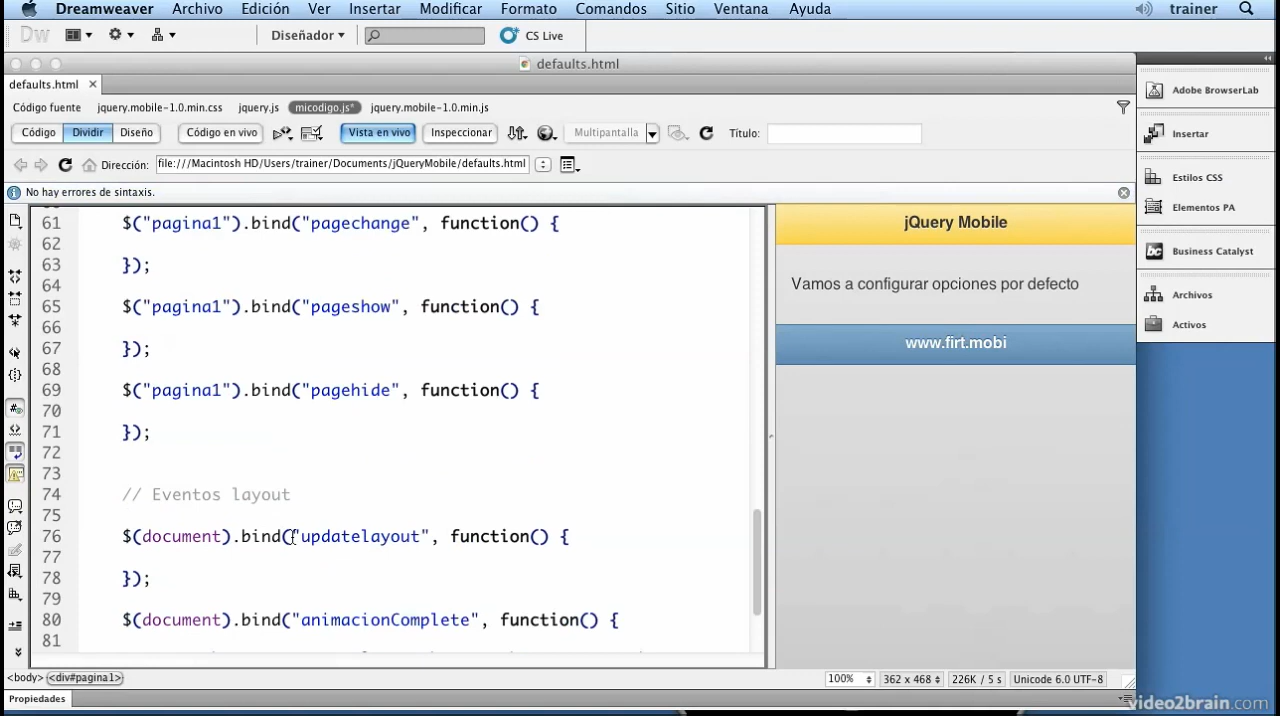 Dreamweaver Archivo Edición Ver Insertar Modificar Formato Comandos Sitio Ventana Ayuda trainer
Dw Diseñador CS Live
defaults.html
defaults.html
Código fuente jquery.mobile-1.0.min.css jquery.js micodigo.js* jquery.mobile-1.0.min.js
Código Dividir Diseño Código en vivo Vista en vivo Inspeccionar Multipantalla Título:
Dirección: file:///Macintosh HD/Users/trainer/Documents/jQueryMobile/defaults.html
No hay errores de sintaxis.
61 $("pagina1").bind("pagechange", function() {
62
63 });
64
65 $("pagina1").bind("pageshow", function() {
66
67 });
68
69 $("pagina1").bind("pagehide", function() {
70
71 });
72
73
74 // Eventos layout
75
76 $(document).bind("updatelayout", function() {
77
78 });
79
80 $(document).bind("animacionComplete", function() {
81
jQuery Mobile
Vamos a configurar opciones por defecto
www.firt.mobi
Adobe BrowserLab
Insertar
Estilos CSS
Elementos PA
Business Catalyst
Archivos
Activos
<body> <div#pagina1> 100% 362 x 468 226K / 5 s Unicode 6.0 UTF-8
Propiedades
video2brain.com